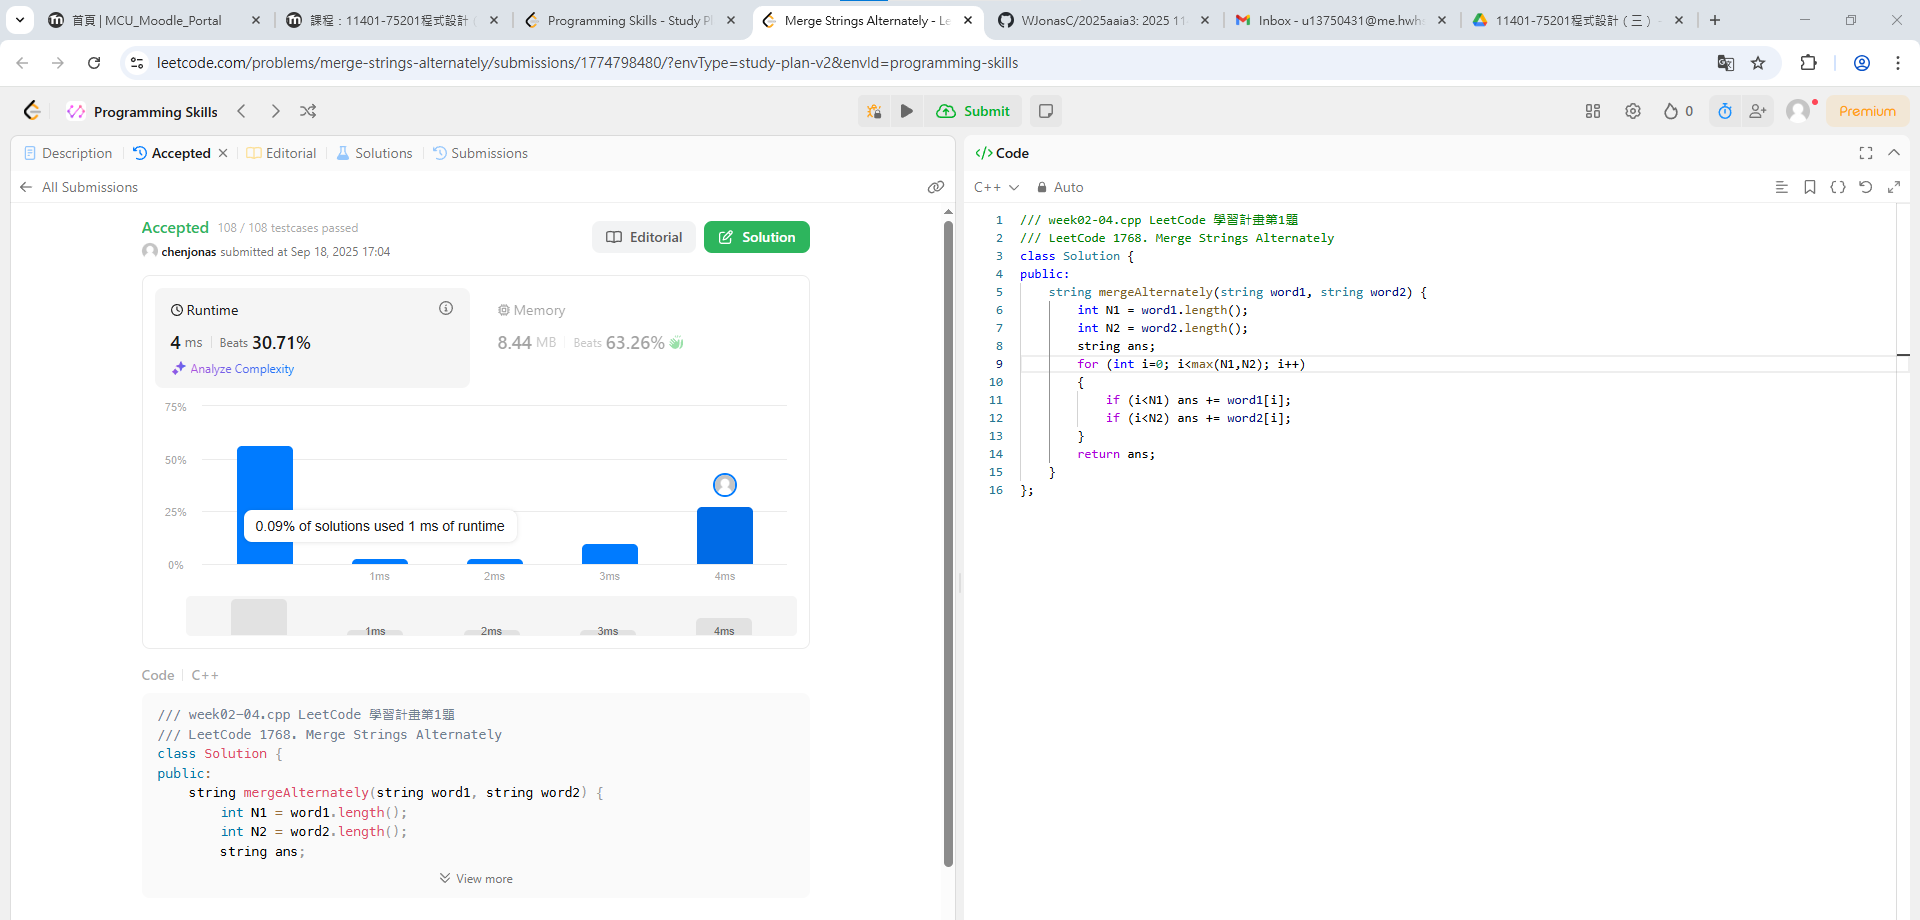 首頁 | MCU_Moodle_Portal
課程：11401-75201程式設計（
Programming Skills - Study Pl
Merge Strings Alternately - Le
WJonasC/2025aaia3: 2025 11
Inbox - u13750431@me.hwh
11401-75201程式設計（三） -
leetcode.com/problems/merge-strings-alternately/submissions/1774798480/?envType=study-plan-v2&envId=programming-skills
Programming Skills
Submit
0
Premium
Description
Accepted
Editorial
Solutions
Submissions
All Submissions
Accepted 108 / 108 testcases passed
chenjonas submitted at Sep 18, 2025 17:04
Editorial
Solution
Runtime
4 ms Beats 30.71%
Analyze Complexity
Memory
8.44 MB Beats 63.26%
75%
50%
25%
0%
0.09% of solutions used 1 ms of runtime
1ms
2ms
3ms
4ms
1ms
2ms
3ms
4ms
Code C++
/// week02-04.cpp LeetCode 學習計畫第1題
/// LeetCode 1768. Merge Strings Alternately
class Solution {
public:
    string mergeAlternately(string word1, string word2) {
        int N1 = word1.length();
        int N2 = word2.length();
        string ans;
View more
</> Code
C++ Auto
1 /// week02-04.cpp LeetCode 學習計畫第1題
2 /// LeetCode 1768. Merge Strings Alternately
3 class Solution {
4 public:
5     string mergeAlternately(string word1, string word2) {
6         int N1 = word1.length();
7         int N2 = word2.length();
8         string ans;
9         for (int i=0; i<max(N1,N2); i++)
10         {
11             if (i<N1) ans += word1[i];
12             if (i<N2) ans += word2[i];
13         }
14         return ans;
15     }
16 };